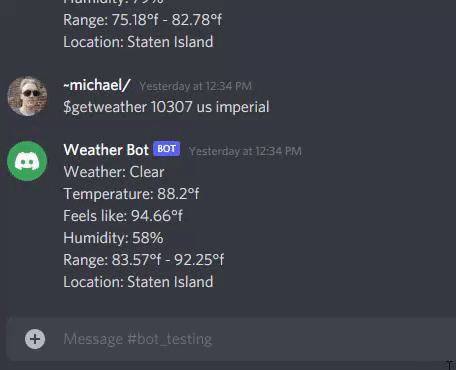 Humidity: 79%
Range: 75.18°f - 82.78°f
Location: Staten Island
~michael/ Yesterday at 12:34 PM
$getweather 10307 us imperial
Weather Bot BOT Yesterday at 12:34 PM
Weather: Clear
Temperature: 88.2°f
Feels like: 94.66°f
Humidity: 58%
Range: 83.57°f - 92.25°f
Location: Staten Island
Message #bot_testing